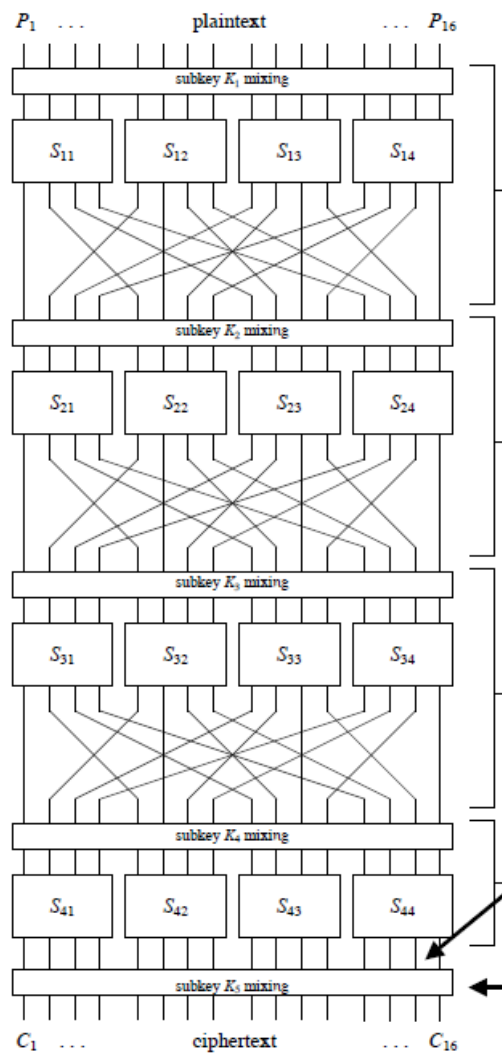 P1 . . . plaintext . . . P16
subkey K1 mixing
S11 S12 S13 S14
subkey K2 mixing
S21 S22 S23 S24
subkey K3 mixing
S31 S32 S33 S34
subkey K4 mixing
S41 S42 S43 S44
subkey K5 mixing
C1 . . . ciphertext . . . C16